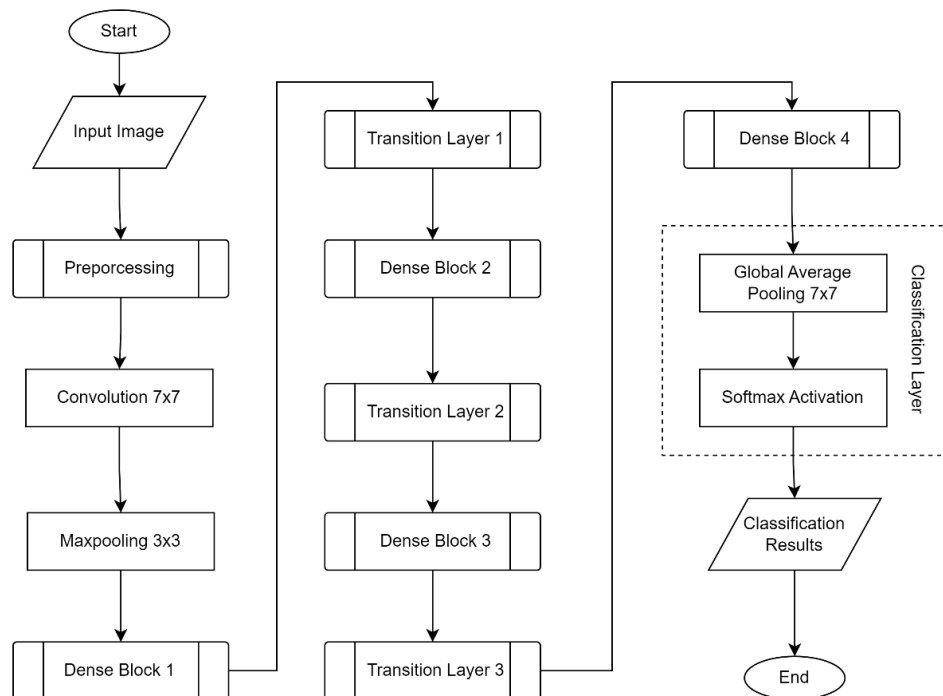 Start
Input Image
Preporcessing
Convolution 7x7
Maxpooling 3x3
Dense Block 1
Transition Layer 1
Dense Block 2
Transition Layer 2
Dense Block 3
Transition Layer 3
Dense Block 4
Global Average
Pooling 7x7
Softmax Activation
Classification Layer
Classification
Results
End